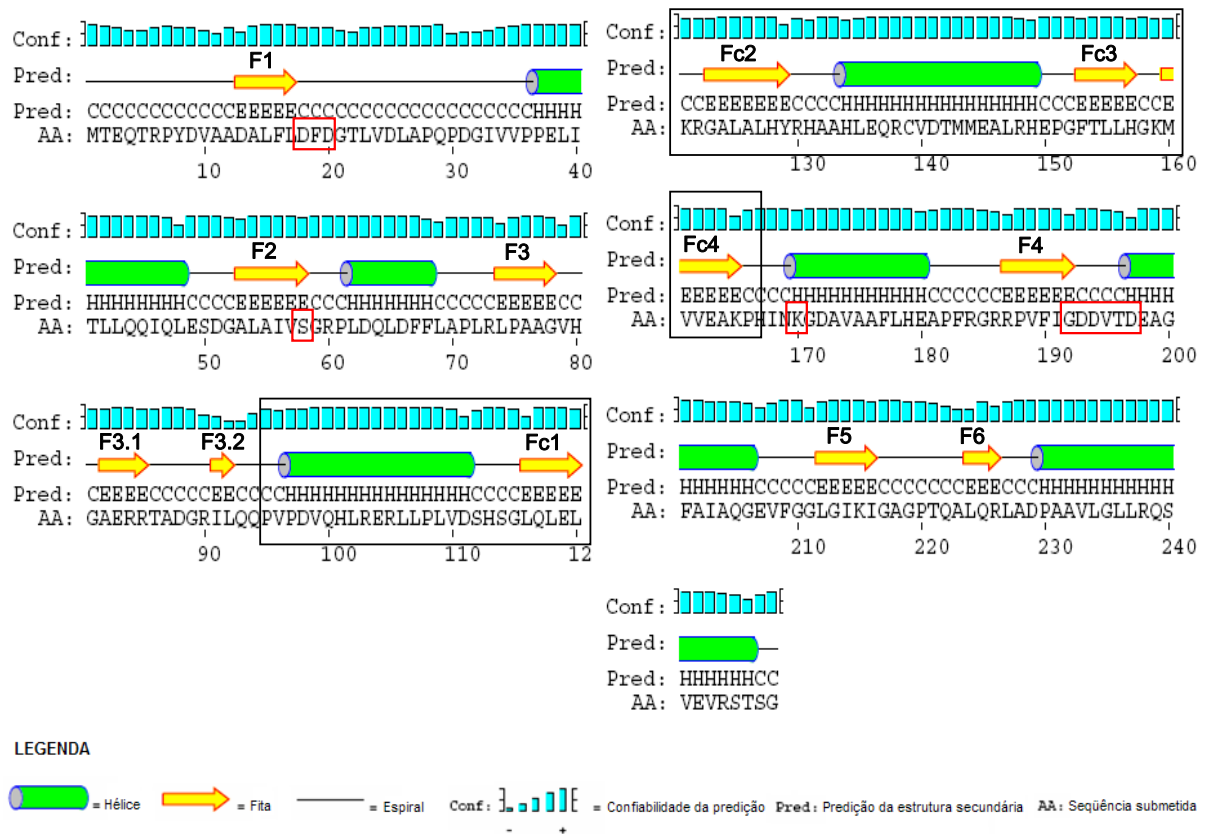 Conf:
F1
Pred:
Pred: CCCCCCCCCCCCEEEEECCCCCCCCCCCCCCCCCCCHHHH
AA: MTEQTRPYDVAADALFLDFDGTLVDLAPQPDGIVVPPELI
10 20 30 40
Conf:
F2 F3
Pred:
Pred: HHHHHHHHCCCCEEEEEECCCHHHHHHHCCCCCEEEEECC
AA: TLLQQIQLESDGALAIVSGRPLDQLDFFLAPLRLPAAGVH
50 60 70 80
Conf:
F3.1 F3.2 Fc1
Pred:
Pred: CEEEECCCCCEECCCCHHHHHHHHHHHHHHHCCCCEEEEE
AA: GAERRTADGRILQQPVPDVQHLRERLLPLVDSHSGLQLEL
90 100 110 12
Conf:
Fc2 Fc3
Pred:
Pred: CCEEEEEEECCCCHHHHHHHHHHHHHHHHCCCEEEEECCE
AA: KRGALALHYRHAAHLEQRCVDTMMEALRHEPGFTLLHGKM
130 140 150 160
Conf:
Fc4 F4
Pred:
Pred: EEEEECCCCHHHHHHHHHHHCCCCCCEEEEEECCCCHHHH
AA: VVEAKPHINKGDAVAAFLHEAPFRGRRPVFIGDDVTDEAG
170 180 190 200
Conf:
F5 F6
Pred:
Pred: HHHHHHCCCCCEEEEECCCCCCCEEECCCHHHHHHHHHHH
AA: FAIAQGEVFGGLGIKIGAGPTQALQRLADPAAVLGLLRQS
210 220 230 240
Conf:
Pred:
Pred: HHHHHHCC
AA: VEVRSTSG
LEGENDA
= Hélice = Fita = Espiral Conf: - + = Confiabilidade da predição Pred: Predição da estrutura secundária AA: Seqüência submetida